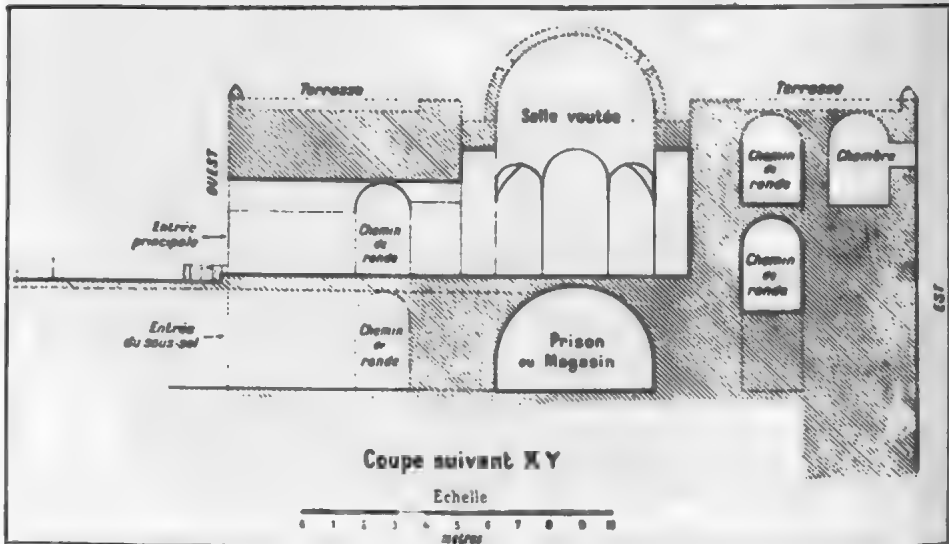 Terrasse
Terrasse
Salle voutée
OUEST
Chemin
de
ronde
Chambre
Entrée
principale
Chemin
de
ronde
Chemin
de
ronde
EST
Entrée
du sous-sol
Chemin
de
ronde
Prison
ou Magasin
Coupe suivant XY
Echelle
0 1 2 3 4 5 6 7 8 9 10
metres